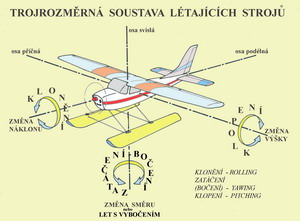 TROJROZMĚRNÁ SOUSTAVA LÉTAJÍCÍCH STROJŮ
osa svislá
osa příčná
osa podélná
KLONĚNÍ
ZMĚNA
NÁKLONU
KLOPENÍ
ZMĚNA
VÝŠKY
ZATÁČENÍ
BOČENÍ
ZMĚNA SMĚRU
nebo
LET S VYBOČENÍM
KLONĚNÍ - ROLLING
ZATÁČENÍ
(BOČENÍ) - YAWING
KLOPENÍ - PITCHING